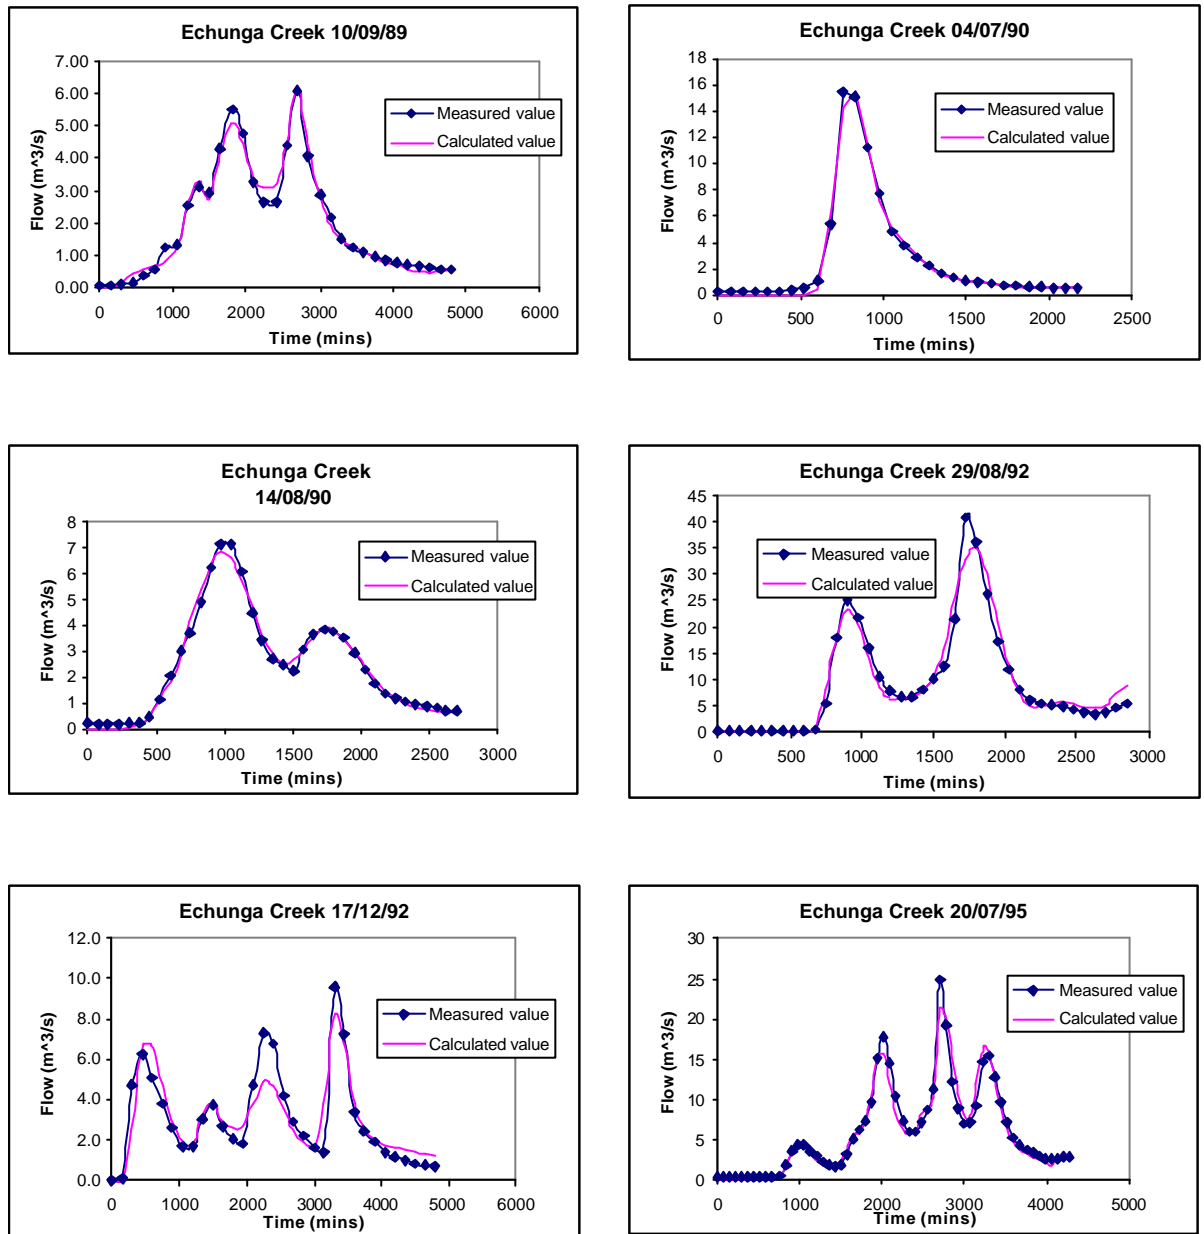 Echunga Creek 10/09/89
7.00
6.00
5.00
4.00
3.00
2.00
1.00
0.00
Flow (m^3/s)
Measured value
Calculated value
0 1000 2000 3000 4000 5000 6000
Time (mins)
Echunga Creek 04/07/90
18
16
14
12
10
8
6
4
2
0
Flow (m^3/s)
Measured value
Calculated value
0 500 1000 1500 2000 2500
Time (mins)
Echunga Creek
14/08/90
8
7
6
5
4
3
2
1
0
Flow (m^3/s)
Measured value
Calculated value
0 500 1000 1500 2000 2500 3000
Time (mins)
Echunga Creek 29/08/92
45
40
35
30
25
20
15
10
5
0
Flow (m^3/s)
Measured value
Calculated value
0 500 1000 1500 2000 2500 3000
Time (mins)
Echunga Creek 17/12/92
12.0
10.0
8.0
6.0
4.0
2.0
0.0
Flow (m^3/s)
Measured value
Calculated value
0 1000 2000 3000 4000 5000 6000
Time (mins)
Echunga Creek 20/07/95
30
25
20
15
10
5
0
Flow (m^3/s)
Measured value
Calculated value
0 1000 2000 3000 4000 5000
Time (mins)